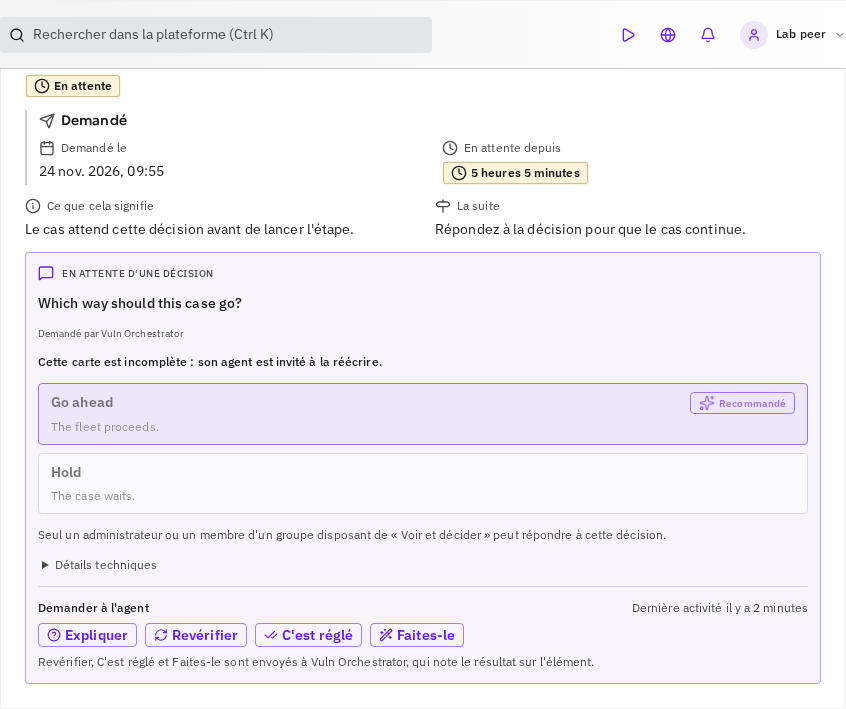 Rechercher dans la plateforme (Ctrl K)
Lab peer
En attente
Demandé
Demandé le
24 nov. 2026, 09:55
En attente depuis
5 heures 5 minutes
Ce que cela signifie
Le cas attend cette décision avant de lancer l'étape.
La suite
Répondez à la décision pour que le cas continue.
EN ATTENTE D'UNE DÉCISION
Which way should this case go?
Demandé par Vuln Orchestrator
Cette carte est incomplète : son agent est invité à la réécrire.
Go ahead
Recommandé
The fleet proceeds.
Hold
The case waits.
Seul un administrateur ou un membre d'un groupe disposant de « Voir et décider » peut répondre à cette décision.
Détails techniques
Demander à l'agent
Dernière activité il y a 2 minutes
Expliquer
Revérifier
C'est réglé
Faites-le
Revérifier, C'est réglé et Faites-le sont envoyés à Vuln Orchestrator, qui note le résultat sur l'élément.